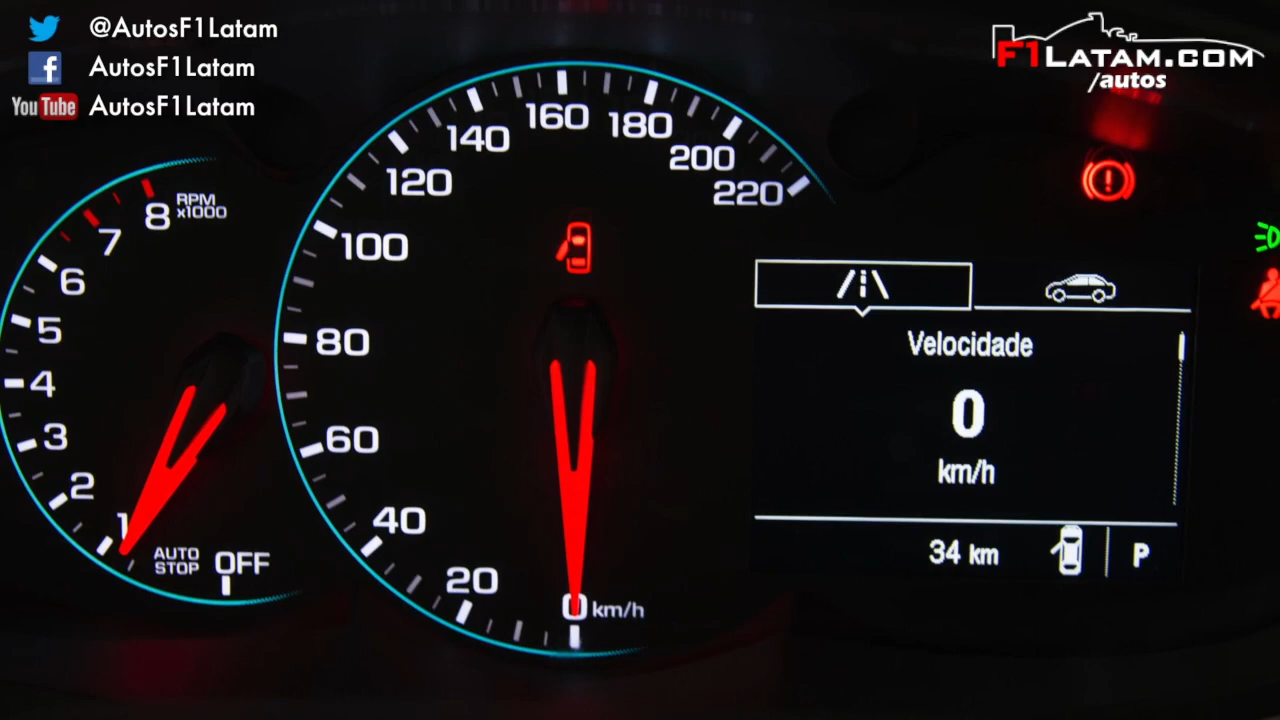 @AutosF1Latam
AutosF1Latam
YouTube AutosF1Latam
F1LATAM.COM
/autos
RPM
x1000
8
7
6
5
4
3
2
1
AUTO
STOP
OFF
220
200
180
160
140
120
100
80
60
40
20
0 km/h
Velocidade
0
km/h
34 km
P